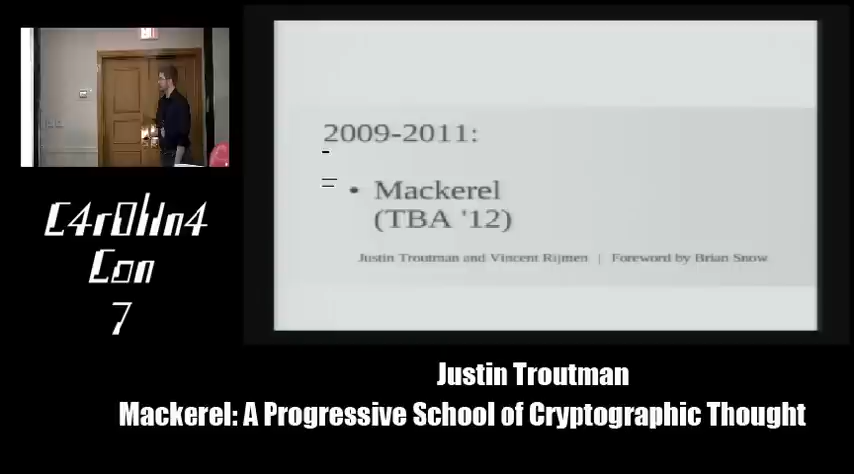 C4r0l1n4
Con
7
2009-2011:
• Mackerel
(TBA '12)
Justin Troutman and Vincent Rijmen | Foreword by Brian Snow
Justin Troutman
Mackerel: A Progressive School of Cryptographic Thought